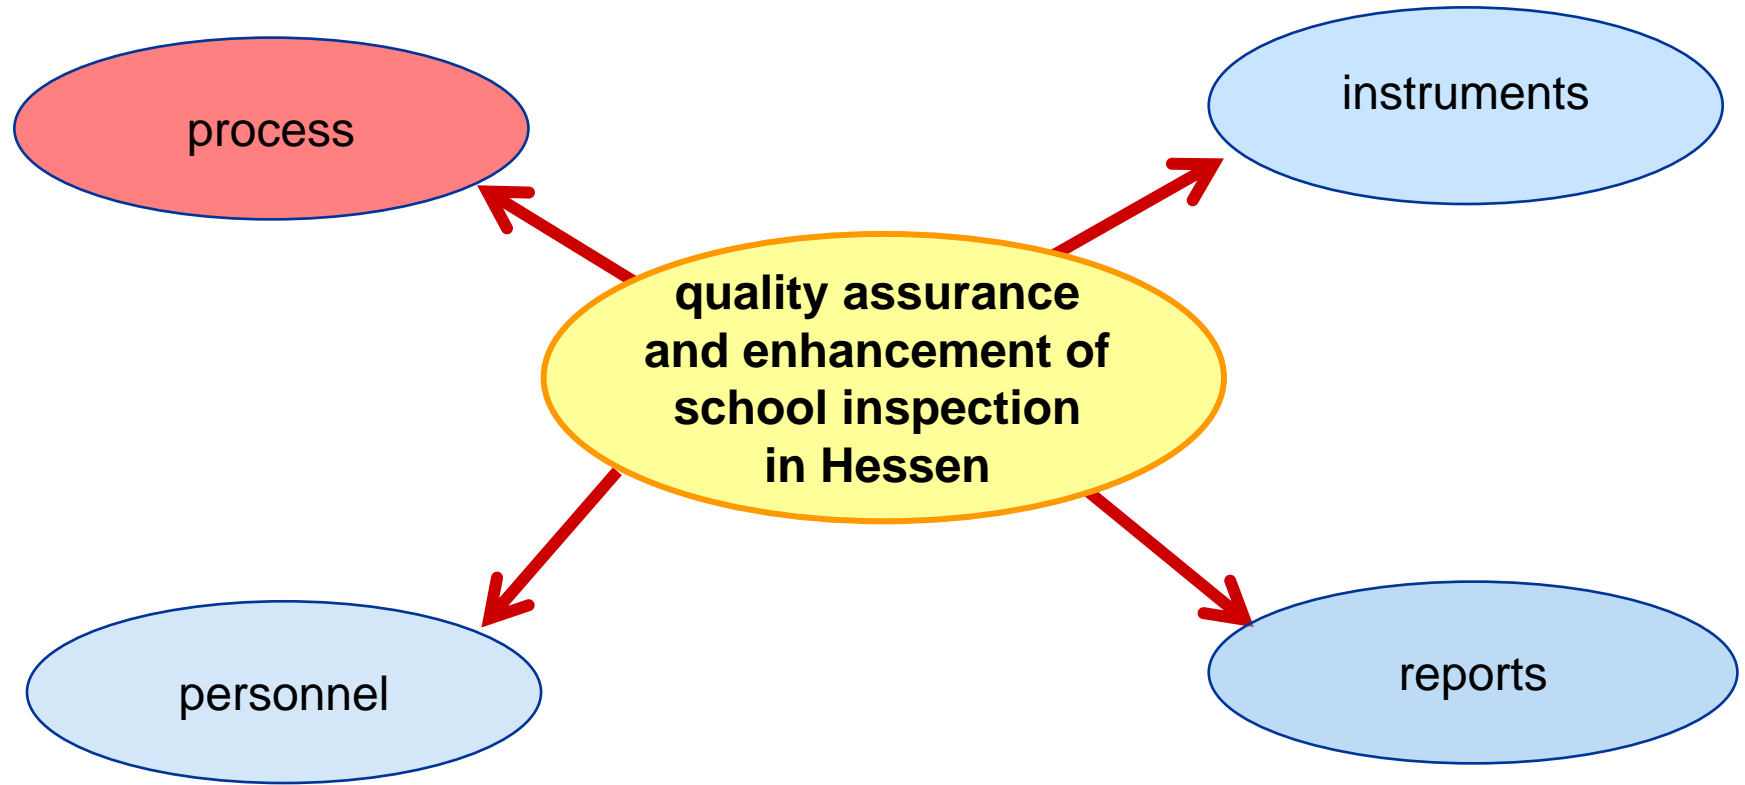 process
instruments
quality assurance
and enhancement of
school inspection
in Hessen
personnel
reports